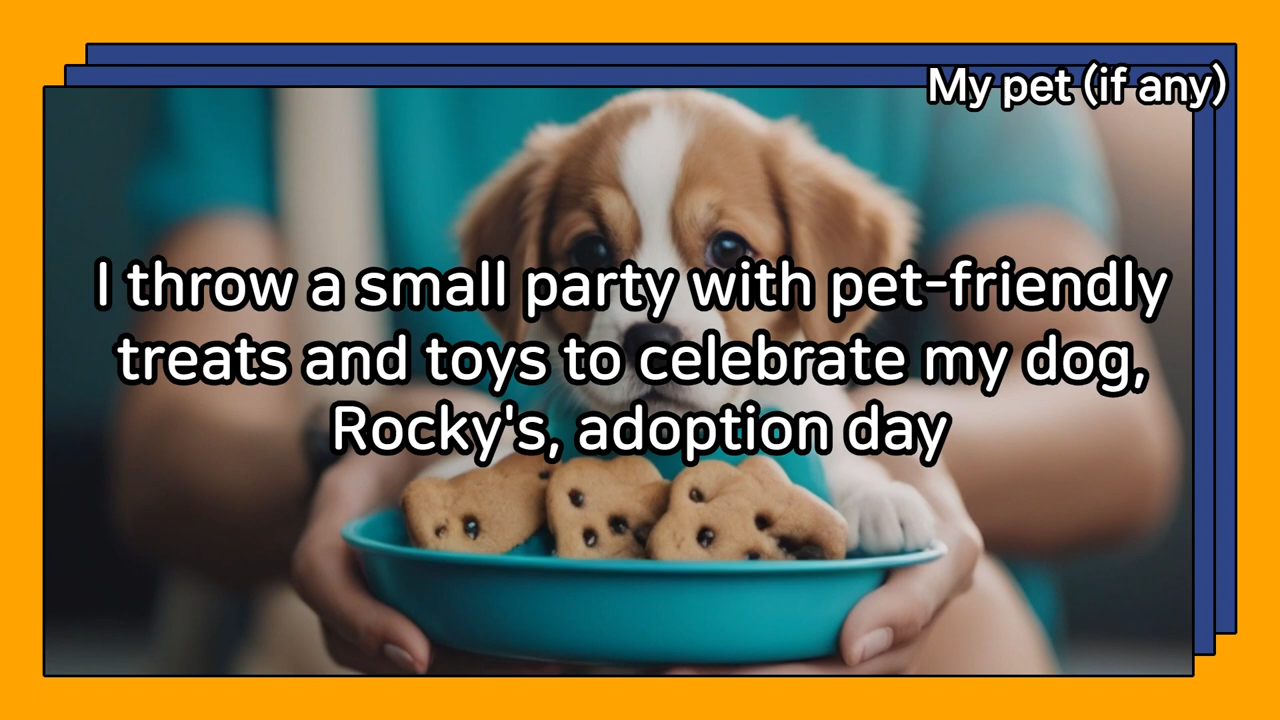 My pet (if any)
I throw a small party with pet-friendly
treats and toys to celebrate my dog,
Rocky's, adoption day